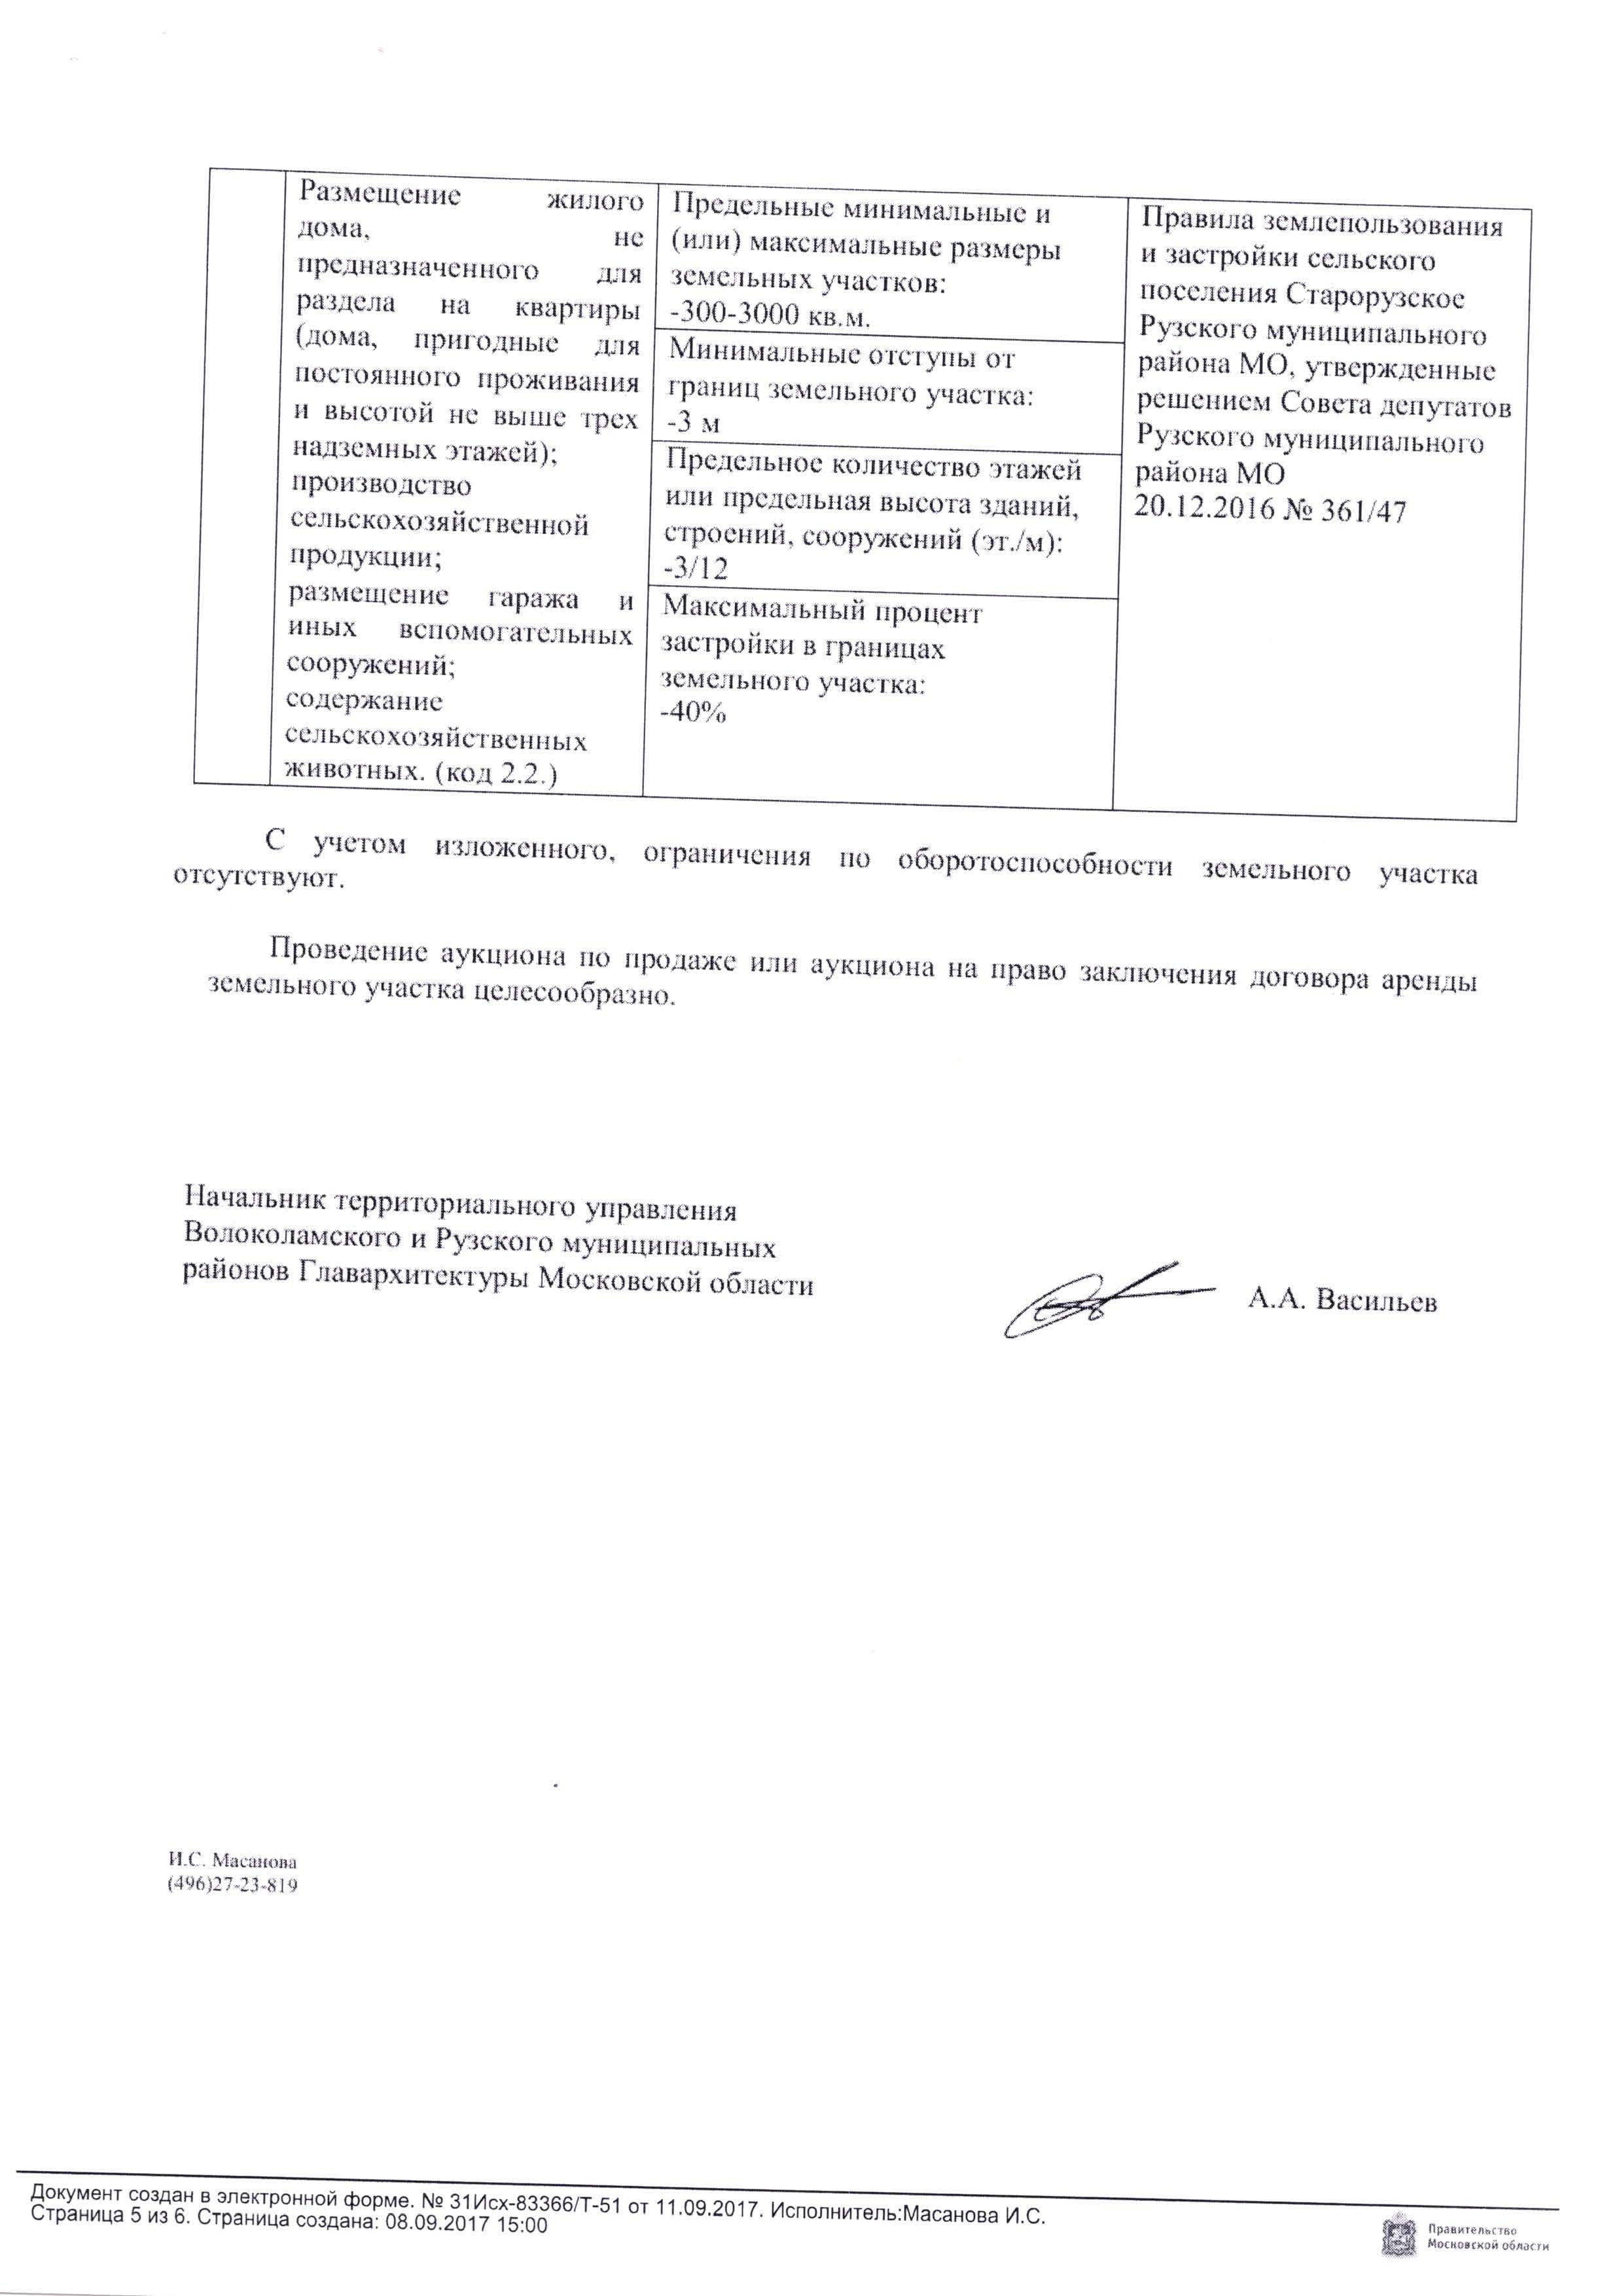 Размещение жилого
дома, не
предназначенного для
раздела на квартиры
(дома, пригодные для
постоянного проживания
и высотой не выше трех
надземных этажей);
производство
сельскохозяйственной
продукции;
размещение гаража и
иных вспомогательных
сооружений;
содержание
сельскохозяйственных
животных. (код 2.2.)
Предельные минимальные и
(или) максимальные размеры
земельных участков:
-300-3000 кв.м.
Минимальные отступы от
границ земельного участка:
-3 м
Предельное количество этажей
или предельная высота зданий,
строений, сооружений (эт./м):
-3/12
Максимальный процент
застройки в границах
земельного участка:
-40%
Правила землепользования
и застройки сельского
поселения Старорузское
Рузского муниципального
района МО, утвержденные
решением Совета депутатов
Рузского муниципального
района МО
20.12.2016 № 361/47
С учетом изложенного, ограничения по оборотоспособности земельного участка
отсутствуют.
Проведение аукциона по продаже или аукциона на право заключения договора аренды
земельного участка целесообразно.
Начальник территориального управления
Волоколамского и Рузского муниципальных
районов Главархитектуры Московской области
А.А. Васильев
И.С. Масанова
(496)27-23-819
Документ создан в электронной форме. № 31Исх-83366/Т-51 от 11.09.2017. Исполнитель:Масанова И.С.
Страница 5 из 6. Страница создана: 08.09.2017 15:00
Правительство
Московской области